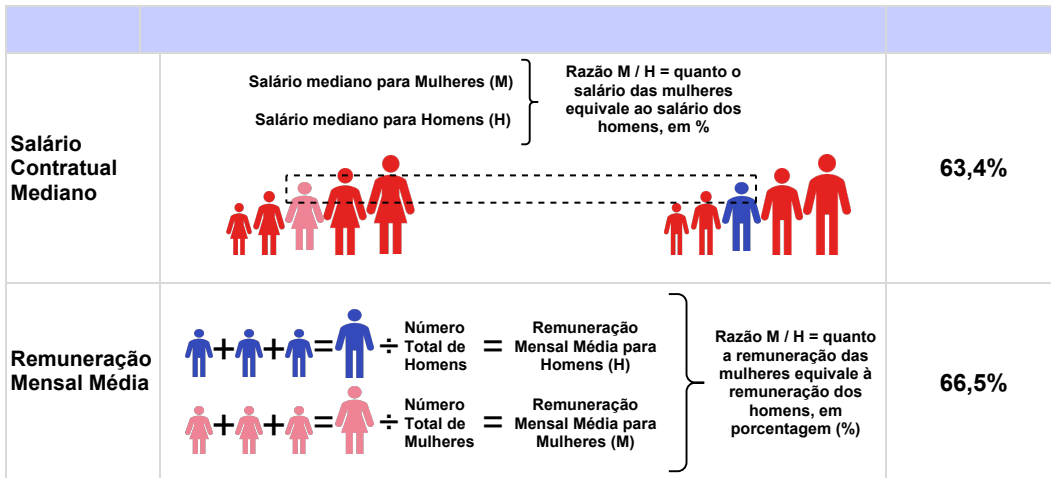 Salário
Contratual
Mediano
Salário mediano para Mulheres (M)
Salário mediano para Homens (H)
Razão M / H = quanto o
salário das mulheres
equivale ao salário dos
homens, em %
63,4%
Remuneração
Mensal Média
+ + = ÷
Número
Total de
Homens
=
Remuneração
Mensal Média para
Homens (H)
+ + = ÷
Número
Total de
Mulheres
=
Remuneração
Mensal Média para
Mulheres (M)
Razão M / H = quanto
a remuneração das
mulheres equivale à
remuneração dos
homens, em
porcentagem (%)
66,5%